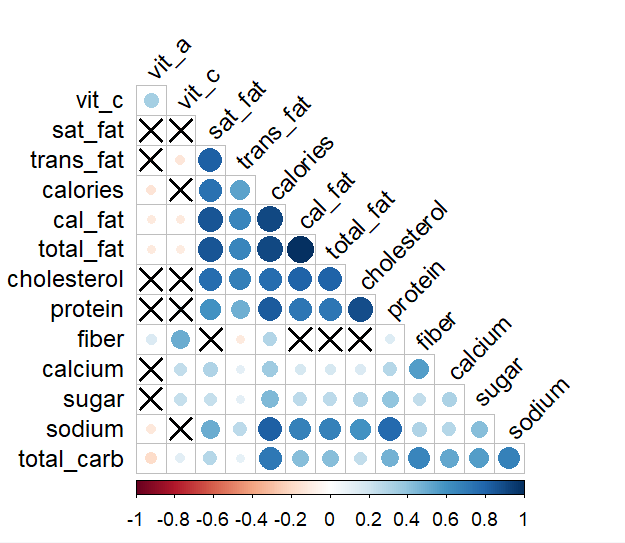 vit_a
vit_c
sat_fat
trans_fat
calories
cal_fat
total_fat
cholesterol
protein
fiber
calcium
sugar
sodium
vit_c
sat_fat
trans_fat
calories
cal_fat
total_fat
cholesterol
protein
fiber
calcium
sugar
sodium
total_carb
-1 -0.8 -0.6 -0.4 -0.2 0 0.2 0.4 0.6 0.8 1